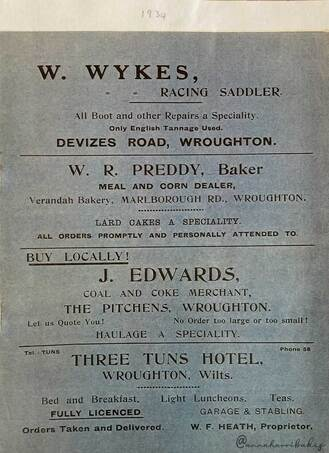 1934
W. WYKES,
- - RACING SADDLER.
All Boot and other Repairs a Speciality.
Only English Tannage Used.
DEVIZES ROAD, WROUGHTON.
W. R. PREDDY, Baker
MEAL AND CORN DEALER,
Verandah Bakery, MARLBOROUGH RD., WROUGHTON.
LARD CAKES A SPECIALITY.
ALL ORDERS PROMPTLY AND PERSONALLY ATTENDED TO.
BUY LOCALLY!
J. EDWARDS,
COAL AND COKE MERCHANT,
THE PITCHENS, WROUGHTON.
Let us Quote You! No Order too large or too small!
HAULAGE A SPECIALITY.
Tel.: TUNS Phone 58
THREE TUNS HOTEL,
WROUGHTON, Wilts.
Bed and Breakfast, Light Luncheons, Teas.
FULLY LICENCED GARAGE & STABLING.
Orders Taken and Delivered. W. F. HEATH, Proprietor,